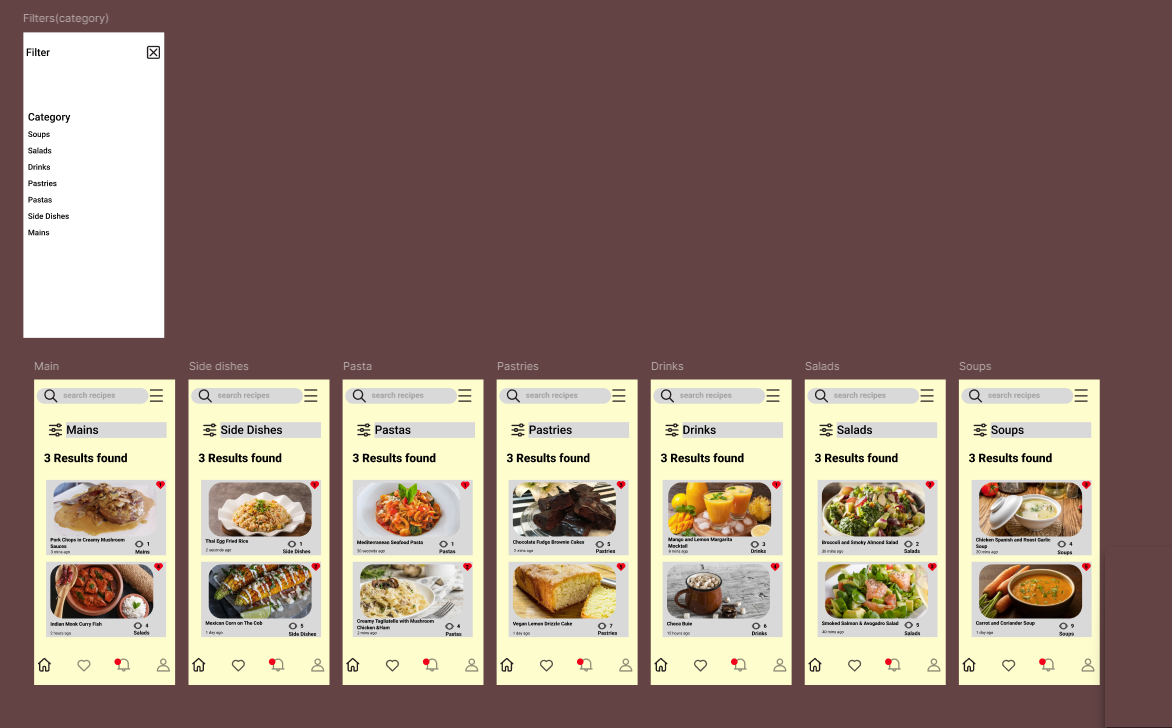 Filters(category)
Filter
Category
Soups
Salads
Drinks
Pastries
Pastas
Side Dishes
Mains
Main
search recipes
Mains
3 Results found
Pork Chops in Creamy Mushroom
Sauces
3 mins ago
1
Mains
Indian Monk Curry Fish
2 hours ago
4
Salads
Side dishes
search recipes
Side Dishes
3 Results found
Thai Egg Fried Rice
2 seconds ago
1
Side Dishes
Mexican Corn on The Cob
1 day ago
5
Side Dishes
Pasta
search recipes
Pastas
3 Results found
Mediterranean Seafood Pasta
30 seconds ago
1
Pastas
Creamy Tagliatelle with Mushroom
Chicken &Ham
2 mins ago
4
Pastas
Pastries
search recipes
Pastries
3 Results found
Chocolate Fudge Brownie Cakes
mins ago
5
Pastries
Vegan Lemon Drizzle Cake
1 day ago
7
Pastries
Drinks
search recipes
Drinks
3 Results found
Mango and Lemon Margarita
Mocktail
mins ago
3
Drinks
Choco Buie
hours ago
6
Drinks
Salads
search recipes
Salads
3 Results found
Broccoli and Smoky Almond Salad
mins ago
2
Salads
Smoked Salmon & Avogadro Salad
mins ago
5
Salads
Soups
search recipes
Soups
3 Results found
Chicken Spanish and Roast Garlic
Soup
mins ago
4
Soups
Carrot and Coriander Soup
1 day ago
9
Soups